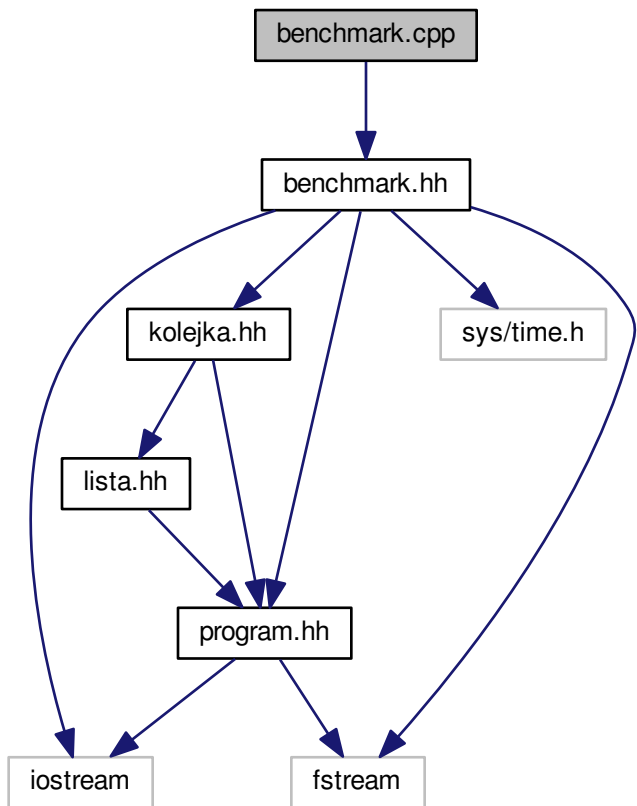 benchmark.cpp
benchmark.hh
kolejka.hh
sys/time.h
lista.hh
program.hh
iostream
fstream